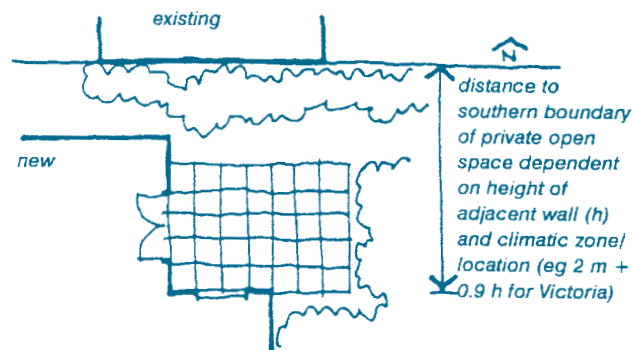 existing
N
distance to
southern boundary
of private open
space dependent
on height of
adjacent wall (h)
and climatic zone/
location (eg 2 m +
0.9 h for Victoria)
new